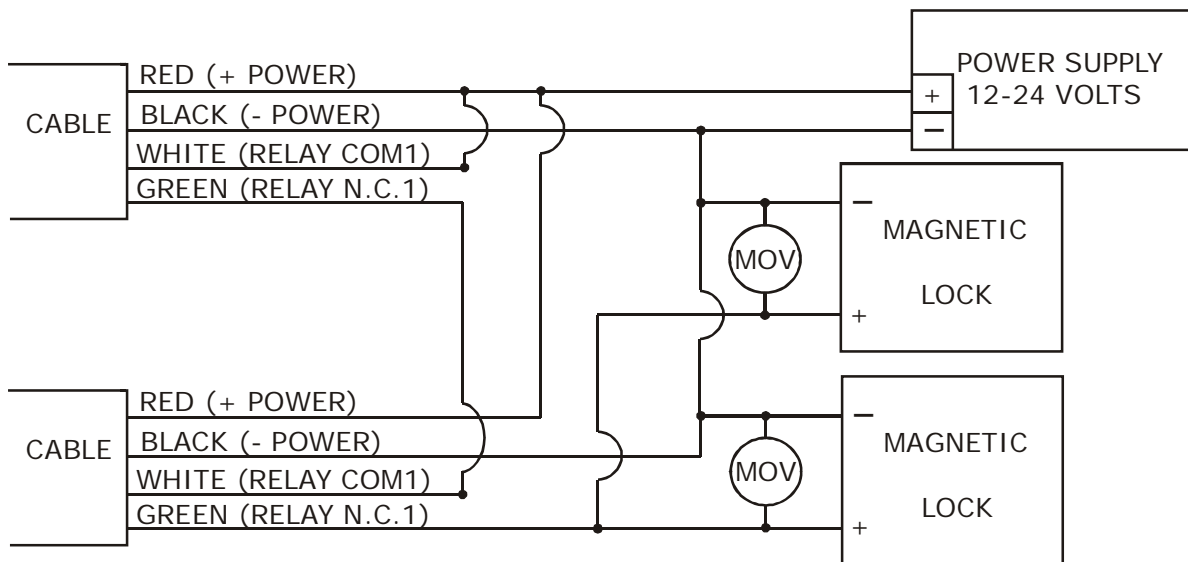 RED (+ POWER)
BLACK (- POWER)
CABLE
WHITE (RELAY COM1)
GREEN (RELAY N.C.1)
POWER SUPPLY
12-24 VOLTS
+
−
−
MAGNETIC
LOCK
+
MOV
RED (+ POWER)
BLACK (- POWER)
CABLE
WHITE (RELAY COM1)
GREEN (RELAY N.C.1)
−
MAGNETIC
LOCK
+
MOV